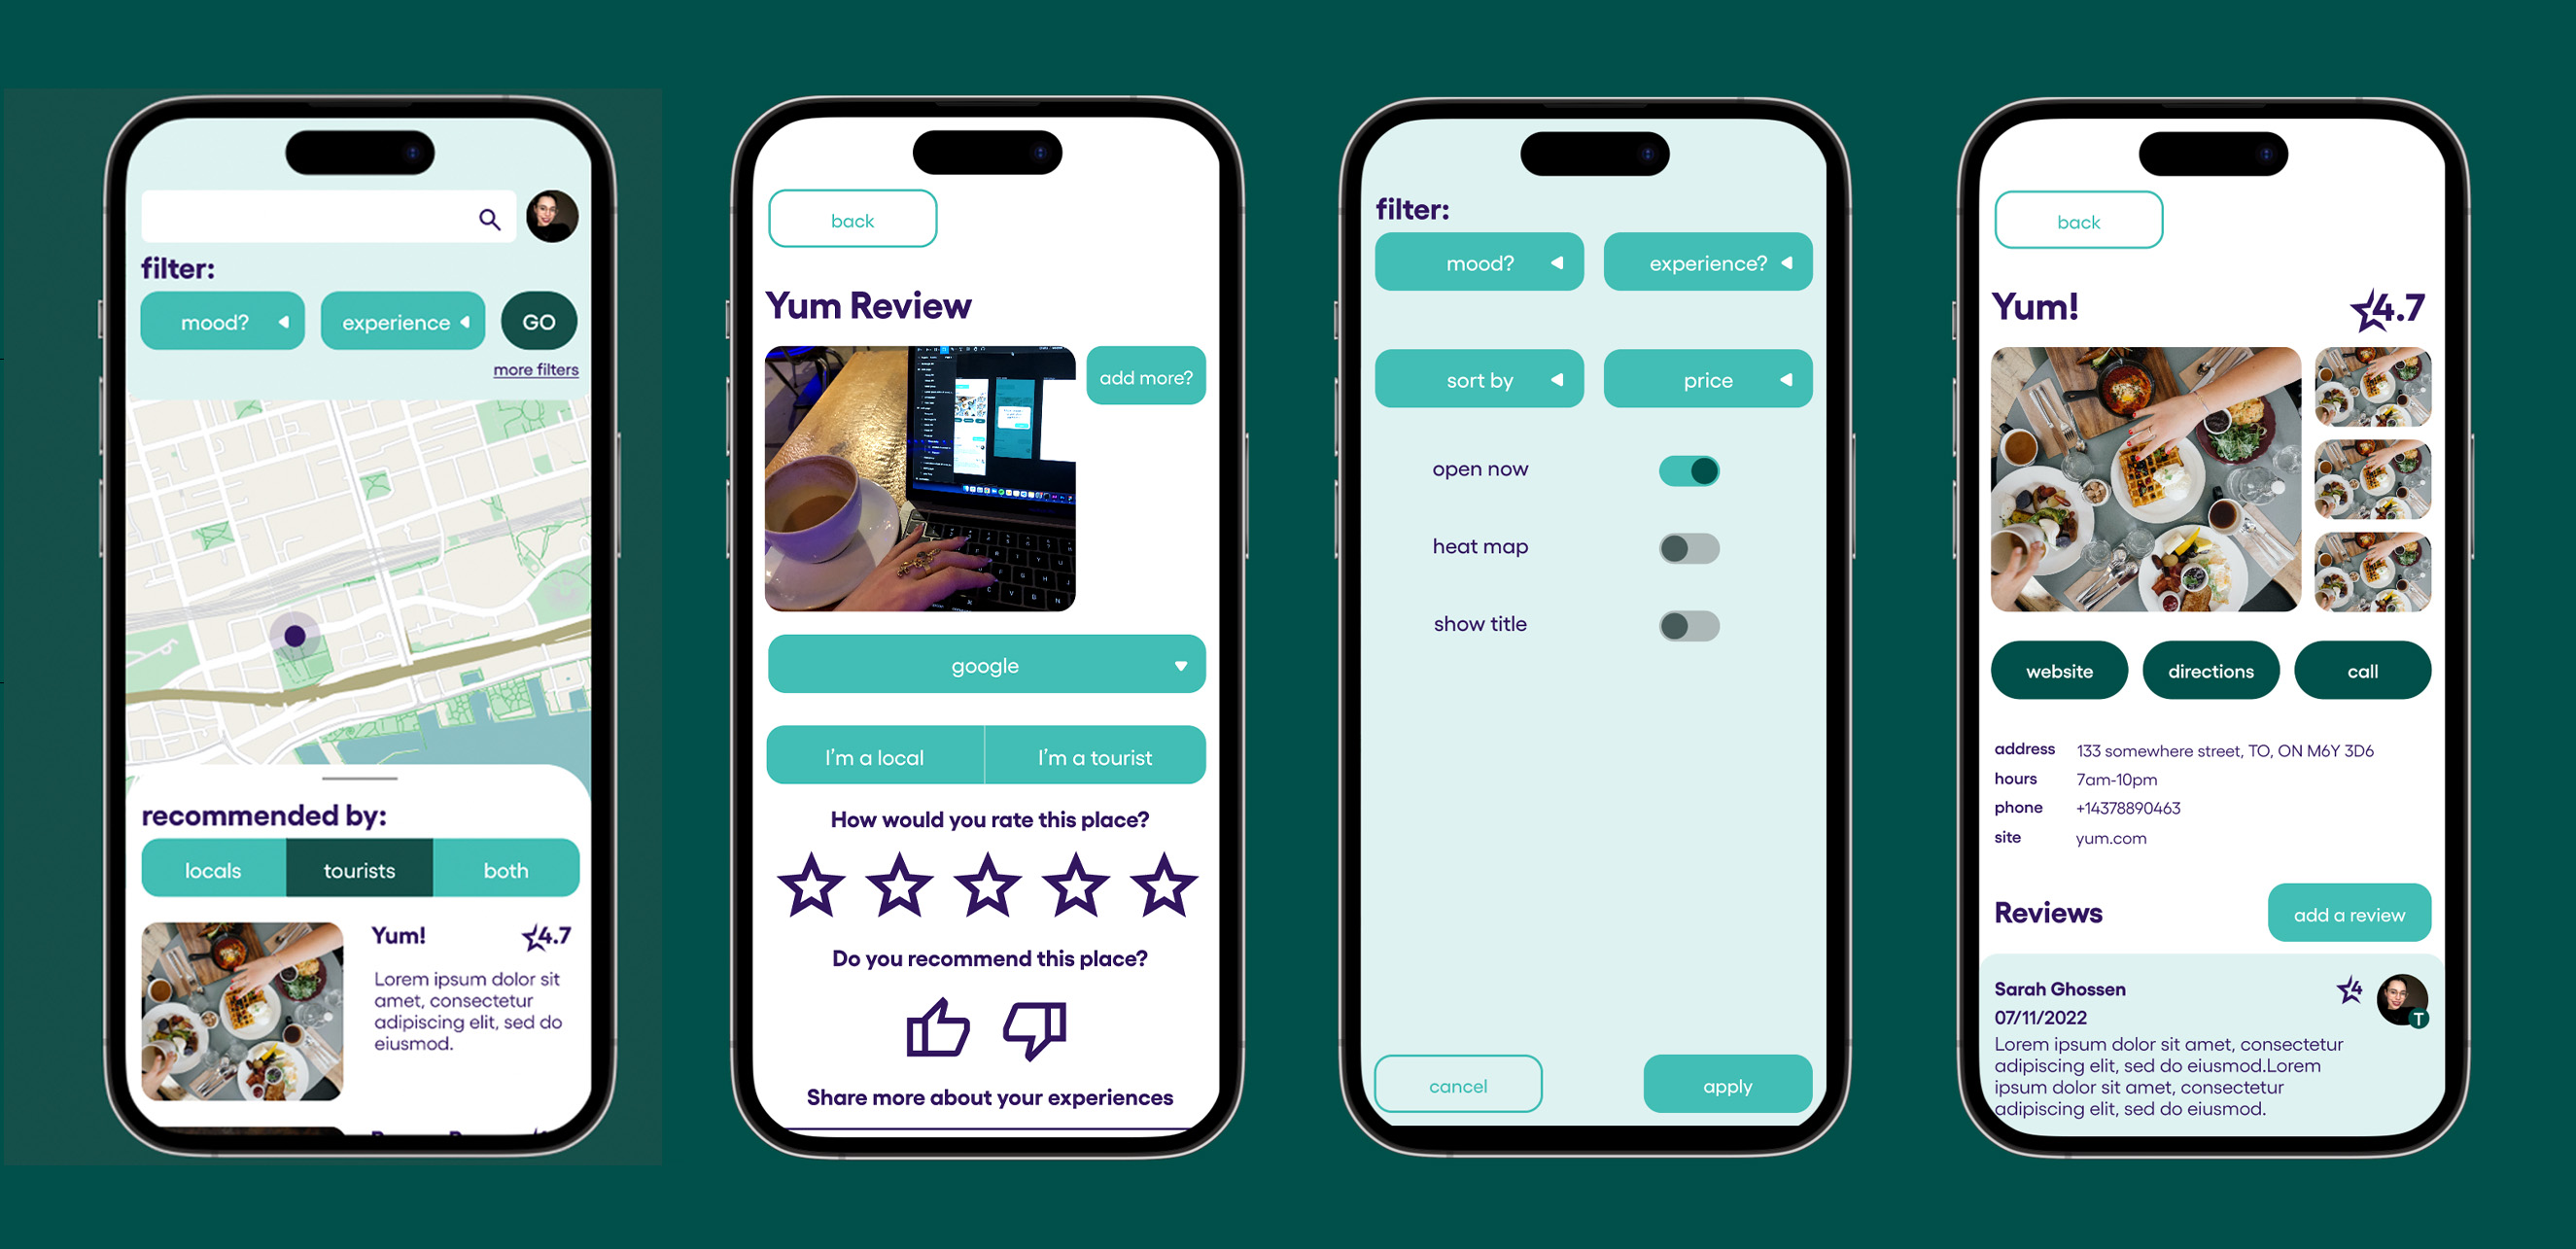 filter:
mood?
experience
GO
more filters
recommended by:
locals
tourists
both
Yum!
4.7
Lorem ipsum dolor sit
amet, consectetur
adipiscing elit, sed do
eiusmod.
back
Yum Review
add more?
google
I'm a local
I'm a tourist
How would you rate this place?
Do you recommend this place?
Share more about your experiences
filter:
mood?
experience?
sort by
price
open now
heat map
show title
cancel
apply
back
Yum!
4.7
website
directions
call
address 133 somewhere street, TO, ON M6Y 3D6
hours 7am-10pm
phone +14378890463
site yum.com
Reviews
add a review
Sarah Ghossen
4
T
07/11/2022
Lorem ipsum dolor sit amet, consectetur
adipiscing elit, sed do eiusmod.Lorem
ipsum dolor sit amet, consectetur
adipiscing elit, sed do eiusmod.